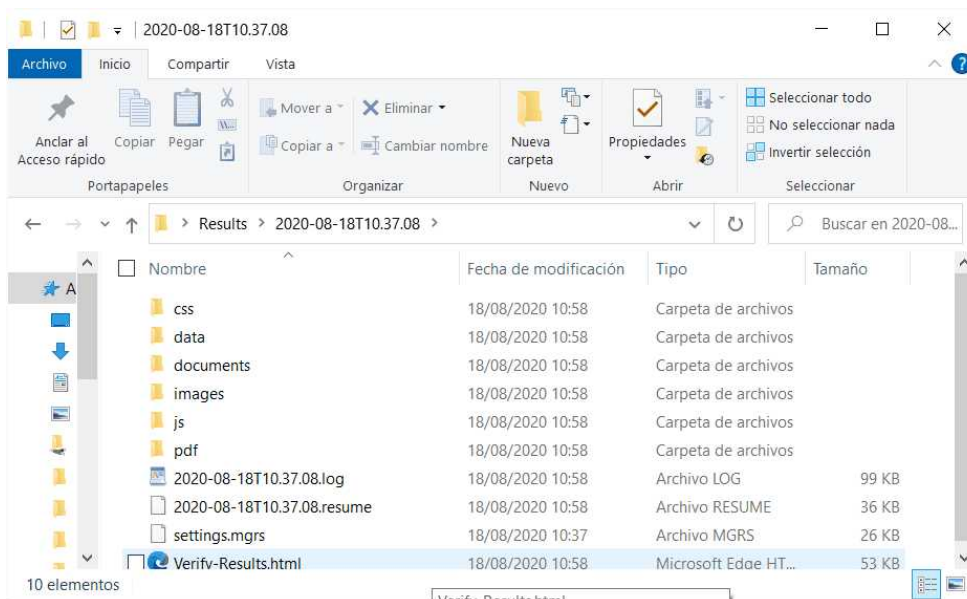 2020-08-18T10.37.08
Archivo Inicio Compartir Vista
Anclar al Acceso rápido
Copiar
Pegar
Portapapeles
Mover a
Copiar a
Eliminar
Cambiar nombre
Organizar
Nueva carpeta
Nuevo
Propiedades
Abrir
Seleccionar todo
No seleccionar nada
Invertir selección
Seleccionar
Results > 2020-08-18T10.37.08 >
Buscar en 2020-08...
A
Nombre Fecha de modificación Tipo Tamaño
css 18/08/2020 10:58 Carpeta de archivos
data 18/08/2020 10:58 Carpeta de archivos
documents 18/08/2020 10:58 Carpeta de archivos
images 18/08/2020 10:58 Carpeta de archivos
js 18/08/2020 10:58 Carpeta de archivos
pdf 18/08/2020 10:58 Carpeta de archivos
2020-08-18T10.37.08.log 18/08/2020 10:58 Archivo LOG 99 KB
2020-08-18T10.37.08.resume 18/08/2020 10:58 Archivo RESUME 36 KB
settings.mgrs 18/08/2020 10:37 Archivo MGRS 26 KB
Verify-Results.html 18/08/2020 10:58 Microsoft Edge HT... 53 KB
10 elementos
Verify-Results.html